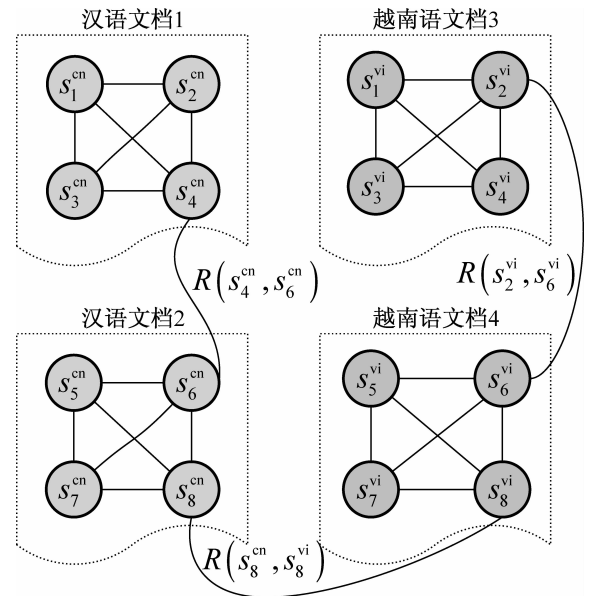 汉语文档1
s_1^cn s_2^cn
s_3^cn s_4^cn
越南语文档3
s_1^vi s_2^vi
s_3^vi s_4^vi
R(s_4^cn, s_6^cn)
R(s_2^vi, s_6^vi)
汉语文档2
s_5^cn s_6^cn
s_7^cn s_8^cn
越南语文档4
s_5^vi s_6^vi
s_7^vi s_8^vi
R(s_8^cn, s_8^vi)